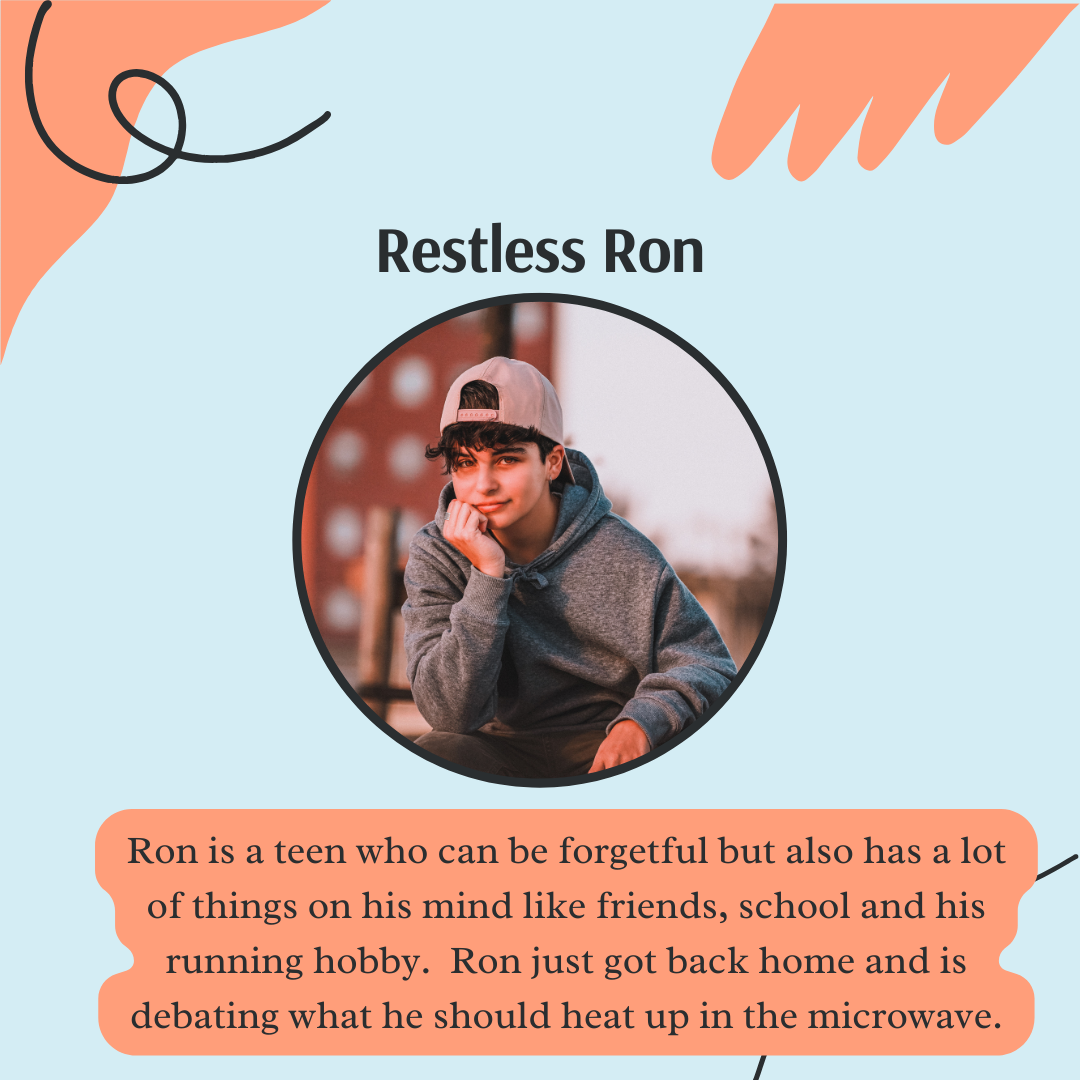 Restless Ron
Ron is a teen who can be forgetful but also has a lot
of things on his mind like friends, school and his
running hobby.  Ron just got back home and is
debating what he should heat up in the microwave.